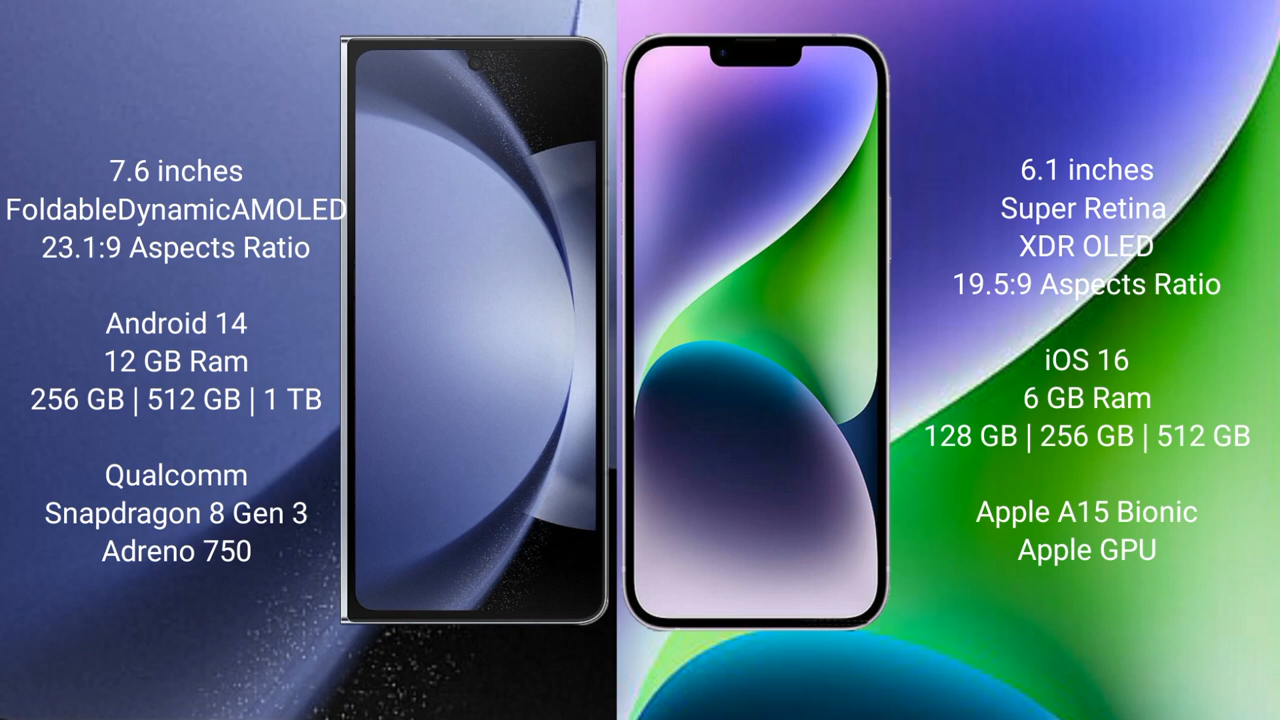 7.6 inches
FoldableDynamicAMOLED
23.1:9 Aspects Ratio
Android 14
12 GB Ram
256 GB | 512 GB | 1 TB
Qualcomm
Snapdragon 8 Gen 3
Adreno 750
6.1 inches
Super Retina
XDR OLED
19.5:9 Aspects Ratio
iOS 16
6 GB Ram
128 GB | 256 GB | 512 GB
Apple A15 Bionic
Apple GPU